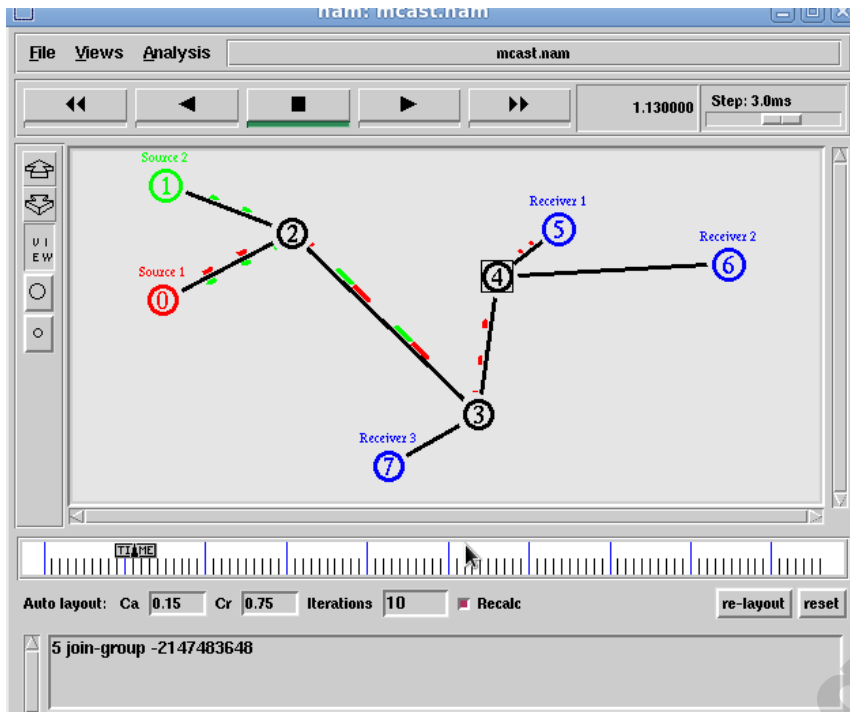 nam: mcast.nam
File Views Analysis mcast.nam
1.130000 Step: 3.0ms
VI
EW
Source 2
1
2
Source 1
0
Receiver 1
5
Receiver 2
6
4
3
Receiver 3
7
TIME
Auto layout: Ca 0.15 Cr 0.75 Iterations 10 Recalc re-layout reset
5 join-group -2147483648